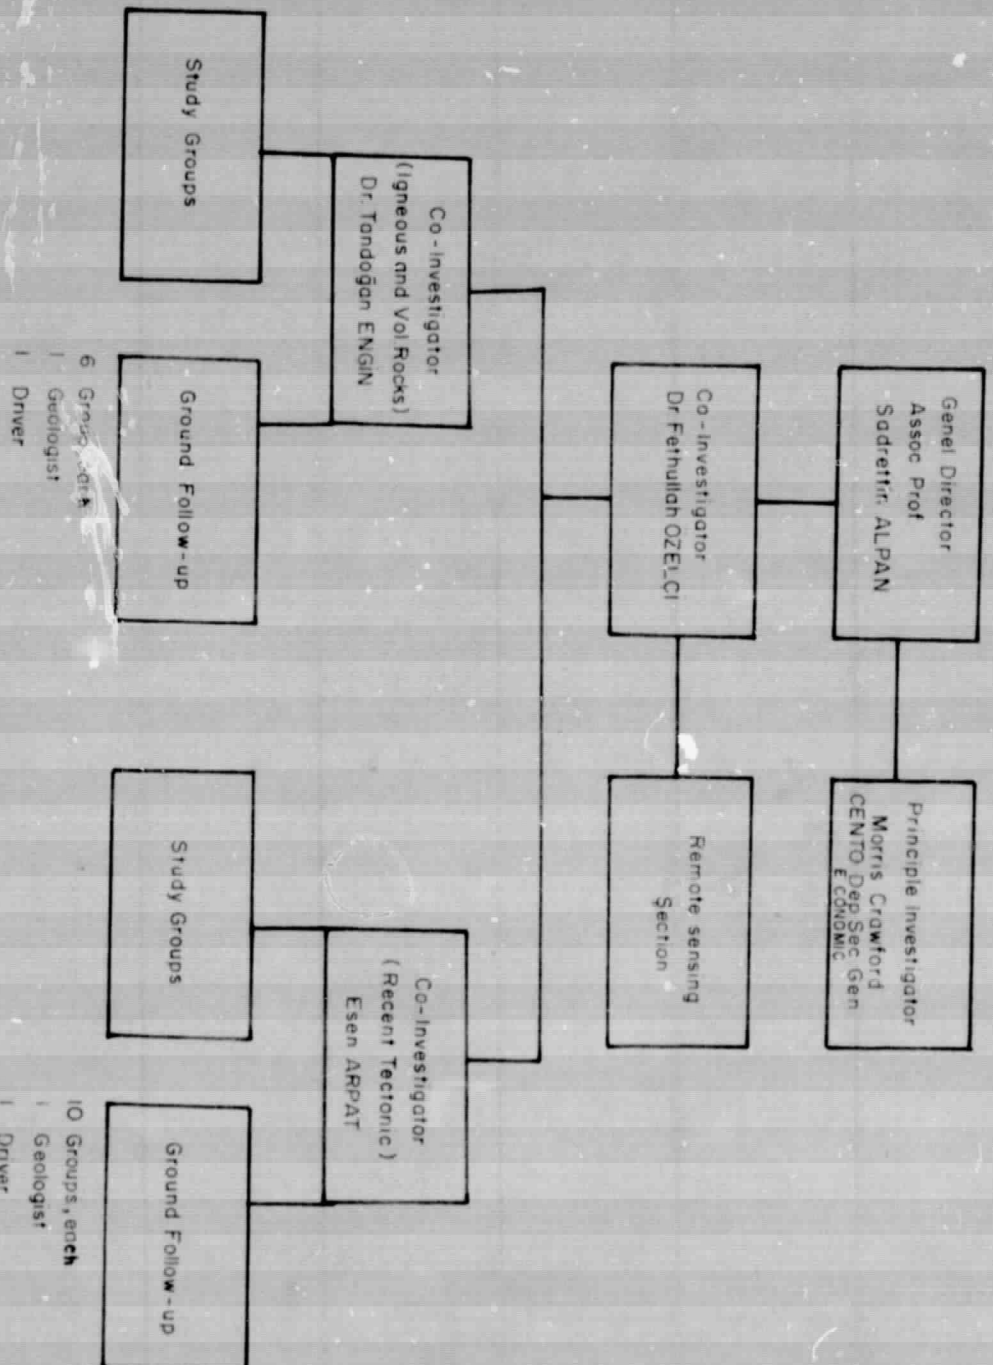 Genel Director
Assoc Prof
Sadrettin ALPAN
Principle Investigator
Morris Crawford
CENTO Dep Sec Gen
ECONOMIC
Co-Investigator
Dr Fethullah OZELCI
Remote sensing
Section
Co-Investigator
(Igneous and Vol.Rocks)
Dr. Tandoğan ENGIN
Co-Investigator
(Recent Tectonic)
Esen ARPAT
Study Groups
Ground Follow-up
6 Group, each
1 Geologist
1 Driver
Study Groups
Ground Follow-up
10 Groups, each
1 Geologist
1 Driver